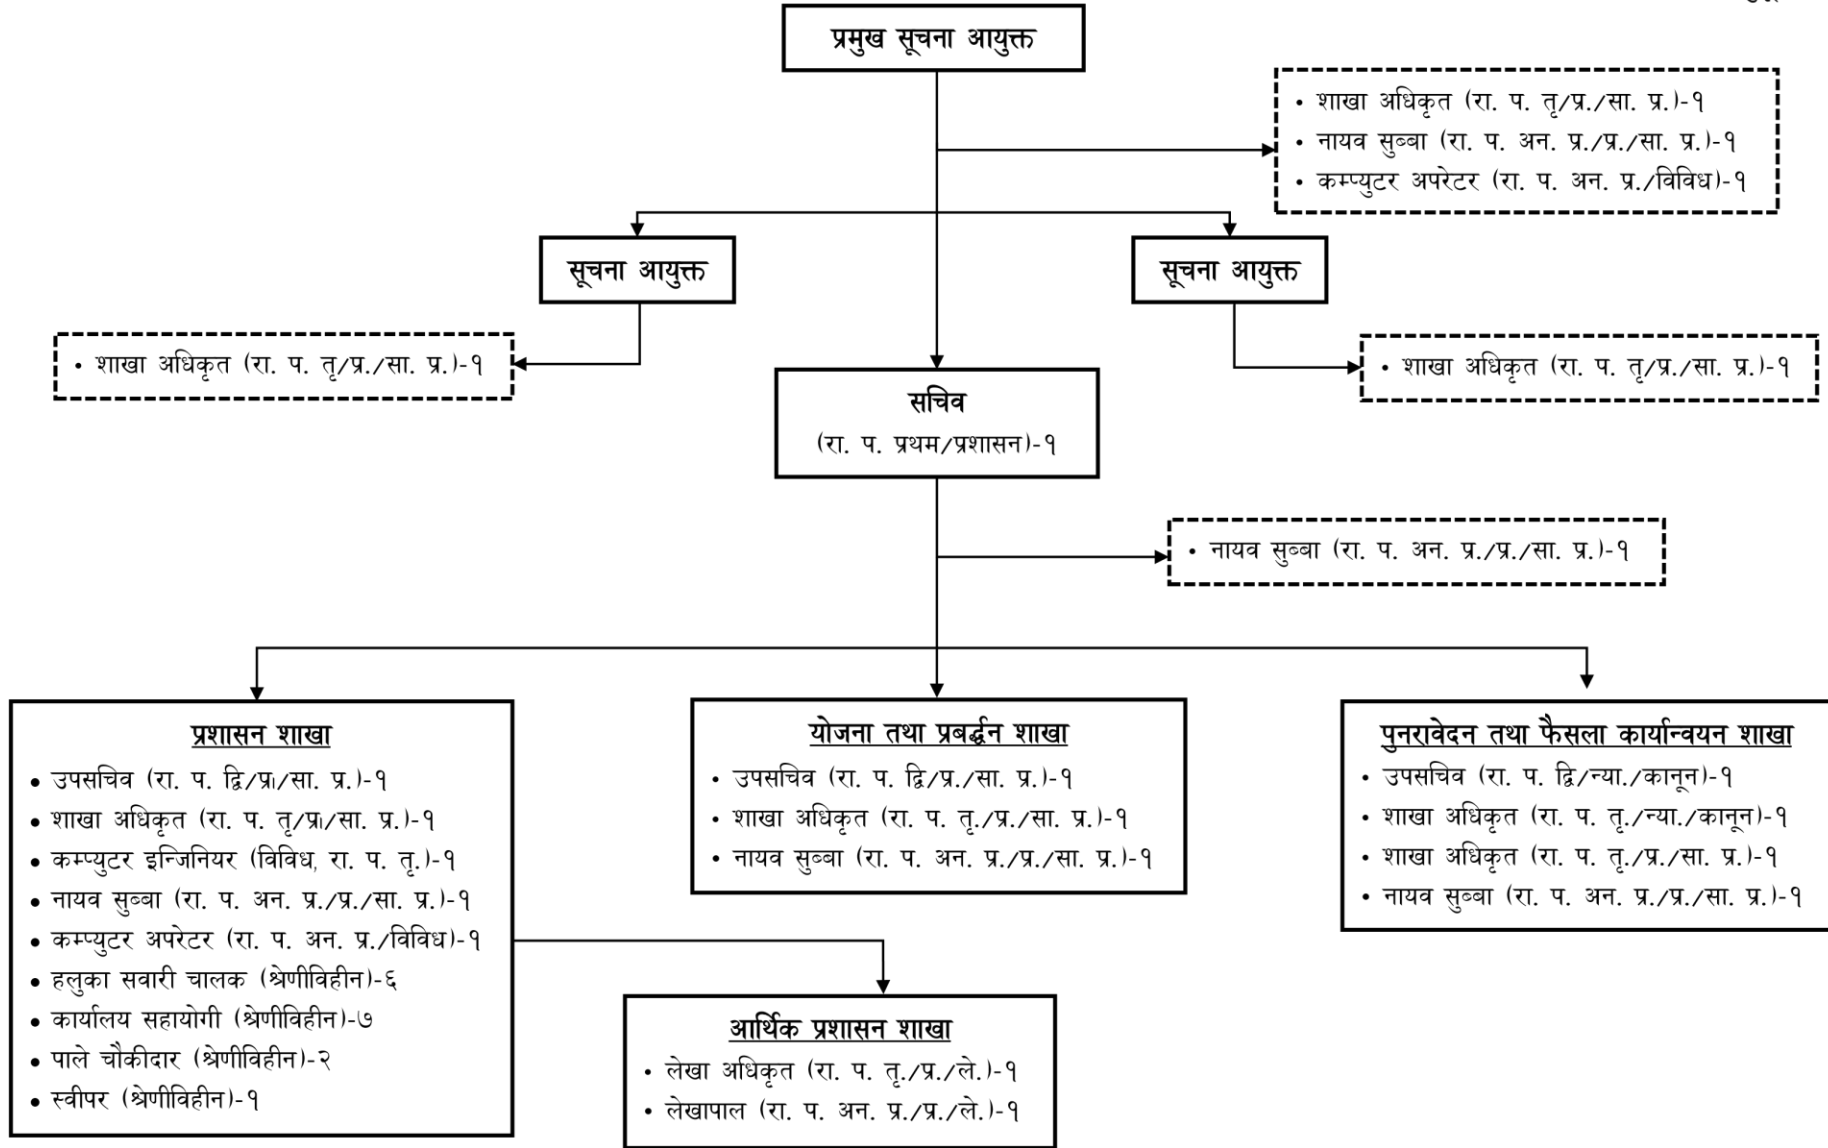 प्रमुख सूचना आयुक्त
• शाखा अधिकृत (रा. प. तृ/प्र./सा. प्र.)-१
• नायव सुब्बा (रा. प. अन. प्र./प्र./सा. प्र.)-१
• कम्प्युटर अपरेटर (रा. प. अन. प्र./विविध)-१
सूचना आयुक्त
सूचना आयुक्त
• शाखा अधिकृत (रा. प. तृ/प्र./सा. प्र.)-१
• शाखा अधिकृत (रा. प. तृ/प्र./सा. प्र.)-१
सचिव
(रा. प. प्रथम/प्रशासन)-१
• नायव सुब्बा (रा. प. अन. प्र./प्र./सा. प्र.)-१
प्रशासन शाखा
• उपसचिव (रा. प. द्वि/प्र।/सा. प्र.)-१
• शाखा अधिकृत (रा. प. तृ/प्र।/सा. प्र.)-१
• कम्प्युटर इन्जिनियर (विविध, रा. प. तृ.)-१
• नायव सुब्बा (रा. प. अन. प्र./प्र./सा. प्र.)-१
• कम्प्युटर अपरेटर (रा. प. अन. प्र./विविध)-१
• हलुका सवारी चालक (श्रेणीविहीन)-६
• कार्यालय सहायोगी (श्रेणीविहीन)-७
• पाले चौकीदार (श्रेणीविहीन)-२
• स्वीपर (श्रेणीविहीन)-१
योजना तथा प्रबर्द्धन शाखा
• उपसचिव (रा. प. द्वि/प्र./सा. प्र.)-१
• शाखा अधिकृत (रा. प. तृ./प्र./सा. प्र.)-१
• नायव सुब्बा (रा. प. अन. प्र./प्र./सा. प्र.)-१
पुनरावेदन तथा फैसला कार्यान्वयन शाखा
• उपसचिव (रा. प. द्वि/न्या./कानून)-१
• शाखा अधिकृत (रा. प. तृ./न्या./कानून)-१
• शाखा अधिकृत (रा. प. तृ./प्र./सा. प्र.)-१
• नायव सुब्बा (रा. प. अन. प्र./प्र./सा. प्र.)-१
आर्थिक प्रशासन शाखा
• लेखा अधिकृत (रा. प. तृ./प्र./ले.)-१
• लेखापाल (रा. प. अन. प्र./प्र./ले.)-१